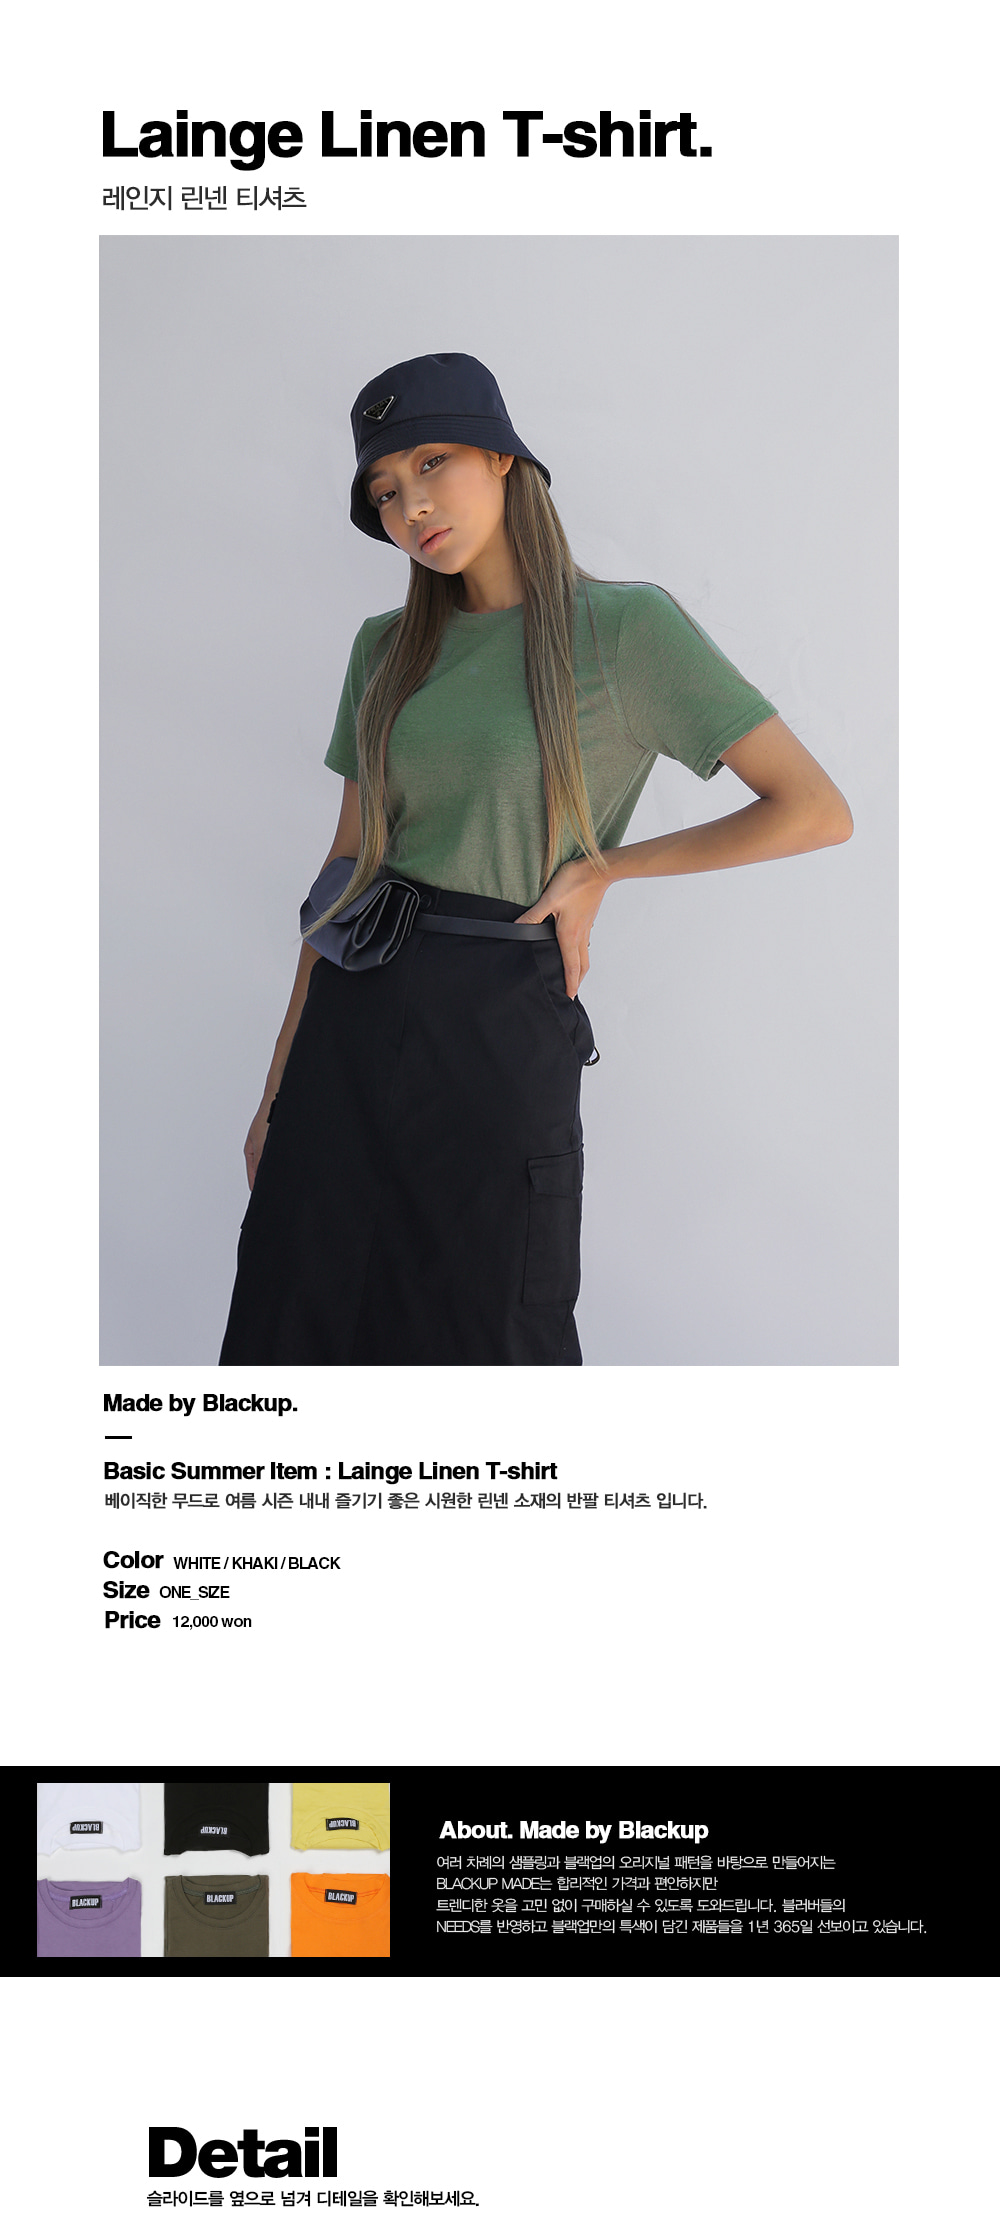 Lainge Linen T-shirt.
레인지 린넨 티셔츠
Made by Blackup.
Basic Summer Item : Lainge Linen T-shirt
베이직한 무드로 여름 시즌 내내 즐기기 좋은 시원한 린넨 소재의 반팔 티셔츠 입니다.
Color WHITE / KHAKI / BLACK
Size ONE_SIZE
Price 12,000 won
BLACKUP
BLACKUP
BLACKUP
BLACKUP
BLACKUP
BLACKUP
About. Made by Blackup
여러 차례의 샘플링과 블랙업의 오리지널 패턴을 바탕으로 만들어지는
BLACKUP MADE는 합리적인 가격과 편안하지만
트렌디한 옷을 고민 없이 구매하실 수 있도록 도와드립니다. 블러버들의
NEEDS를 반영하고 블랙업만의 특색이 담긴 제품들을 1년 365일 선보이고 있습니다.
Detail
슬라이드를 옆으로 넘겨 디테일을 확인해보세요.